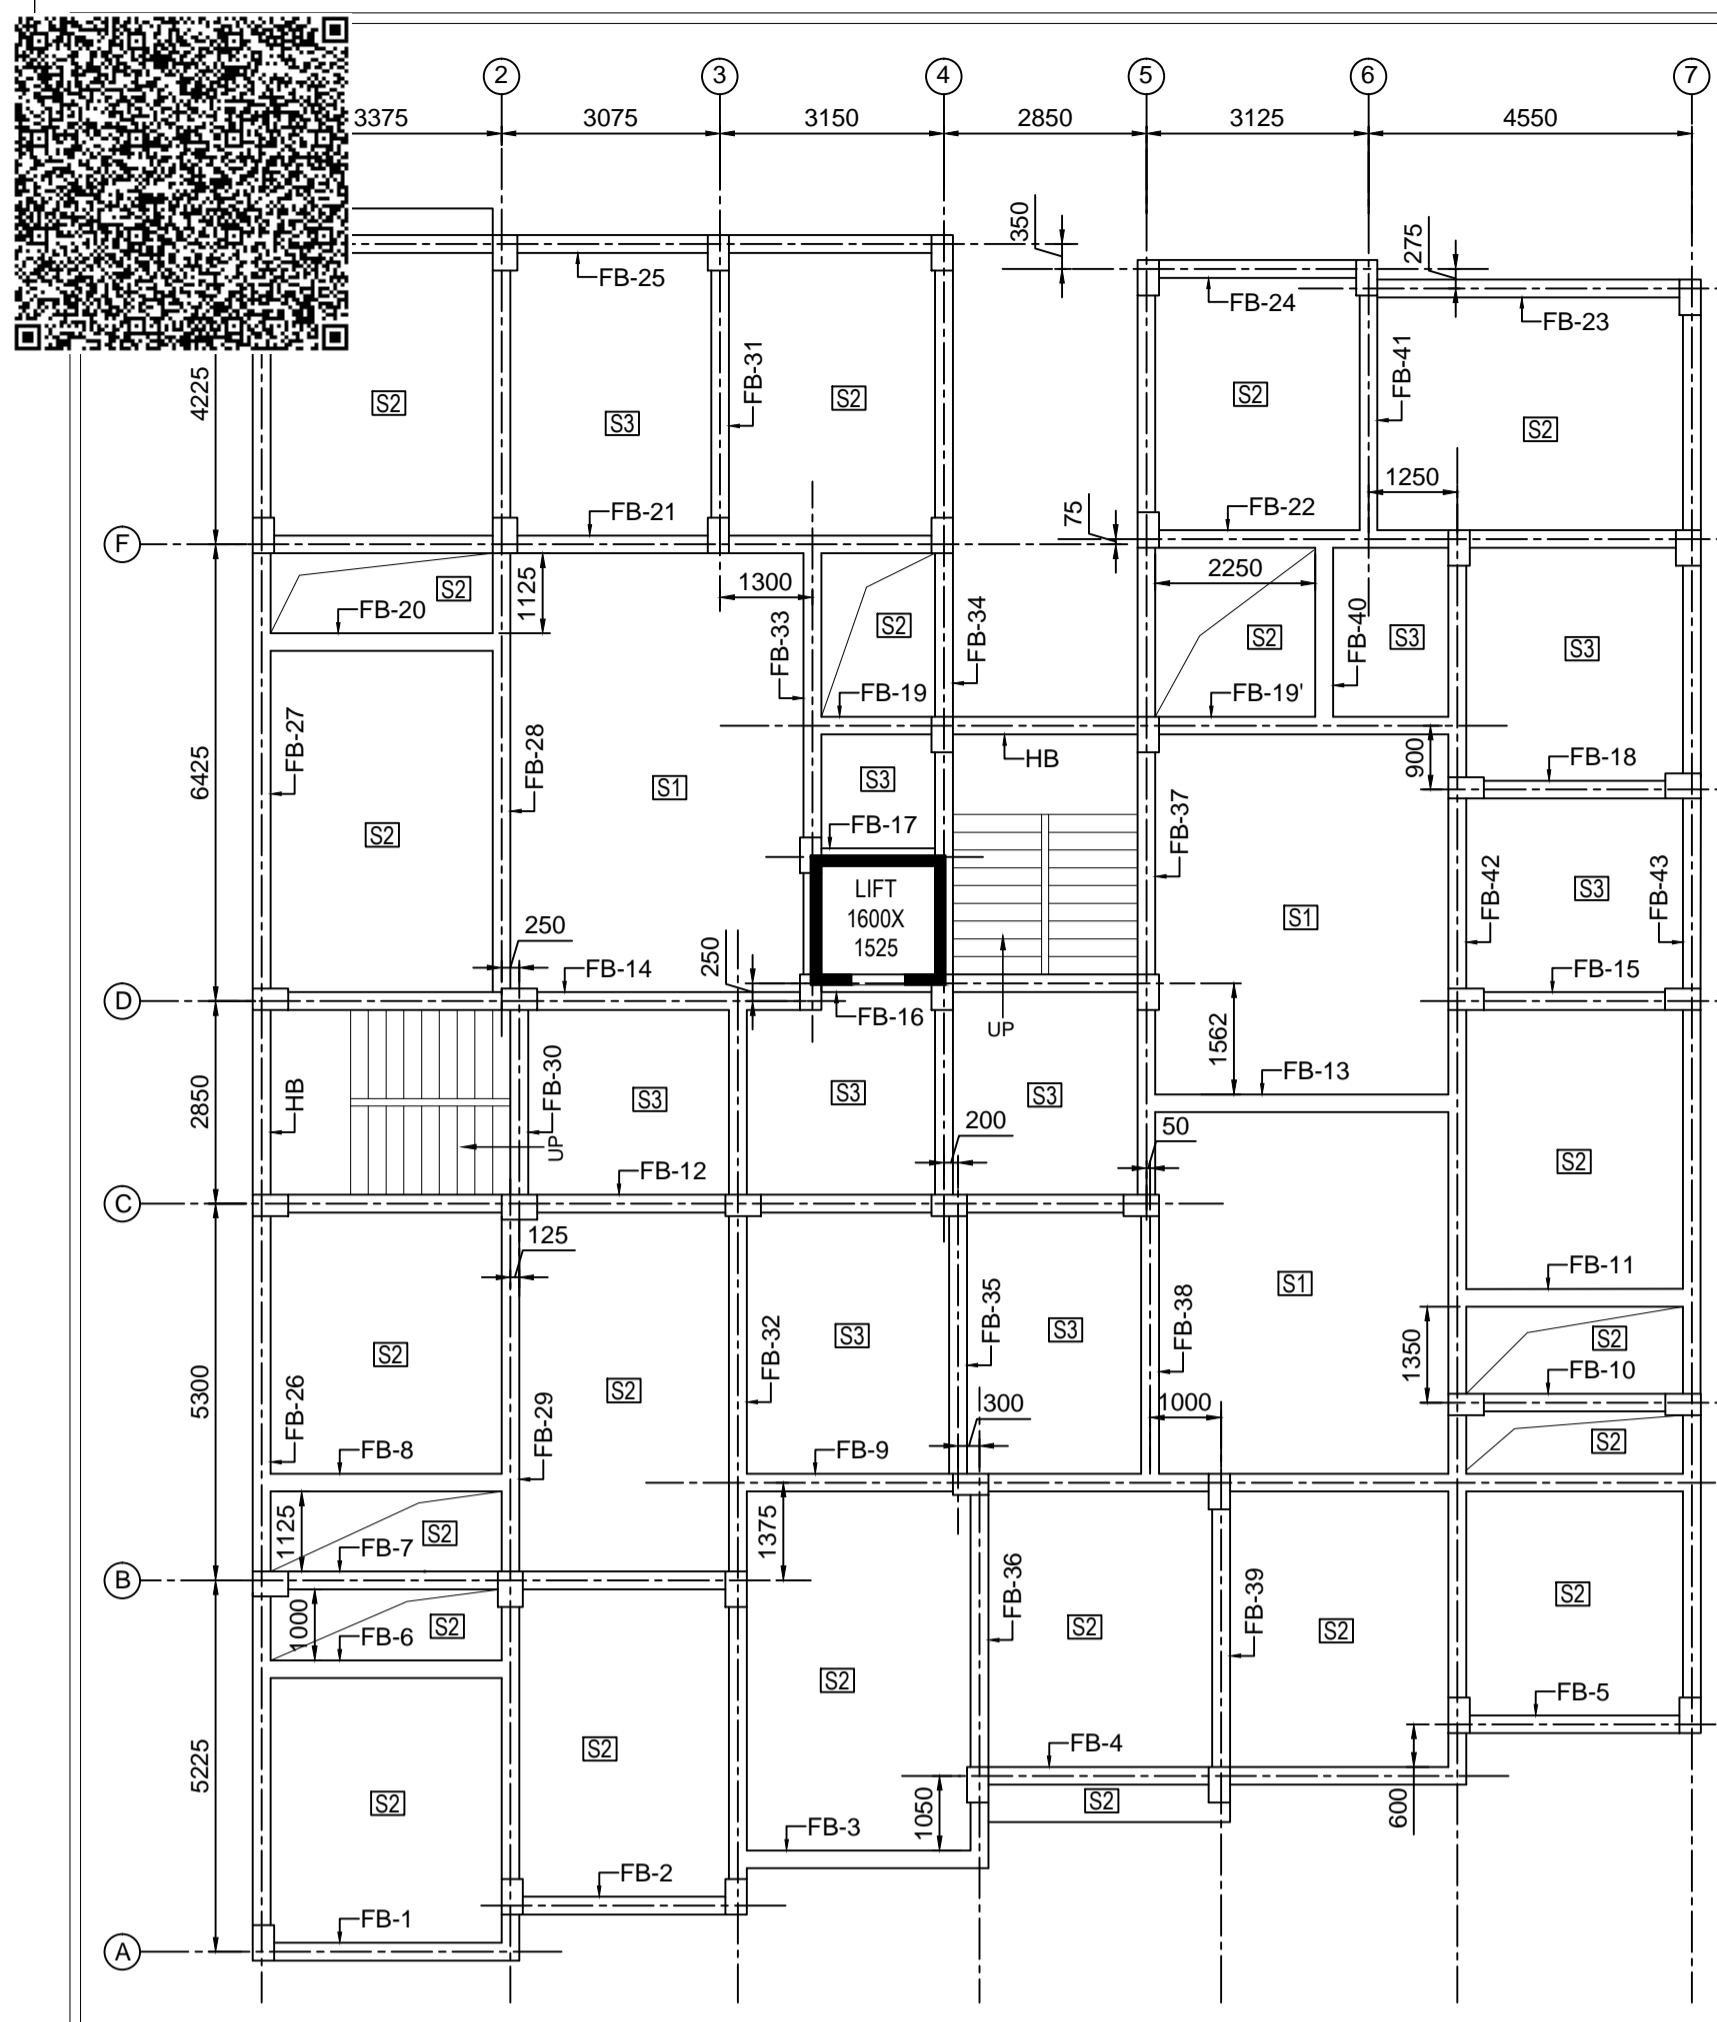 2 3 4 5 6 7
3375 3075 3150 2850 3125 4550
350 275
FB-25 FB-24 FB-23
4225 FB-31 FB-41
S2 S3 S2 S2 S2
1250
FB-21 75 FB-22
F
S2 1125 1300 2250
FB-20 FB-33 S2 FB-34 S2 FB-40 S3 S3
FB-19 FB-19'
6425 FB-27 FB-28 HB 900 FB-18
S1 S3
S2 FB-17 FB-37
LIFT
1600X
1525
S1 FB-42 S3 FB-43
250 250
FB-14 FB-15
D
FB-16 UP
1562
2850 HB UP FB-30 S3 S3 S3 FB-13
200 50
FB-12 S2
C
125
FB-11
5300 S2 S2 FB-32 S3 FB-35 S3 FB-38 S1 1350 S2
FB-10
FB-26 FB-29 300 1000
FB-8 FB-9 S2
1125 S2 1375
FB-7
B
1000 S2 FB-36 FB-39 S2
FB-6 S2 S2
S2
FB-5
5225 S2 FB-4
S2 1050 S2 600
FB-3
FB-2
FB-1
A